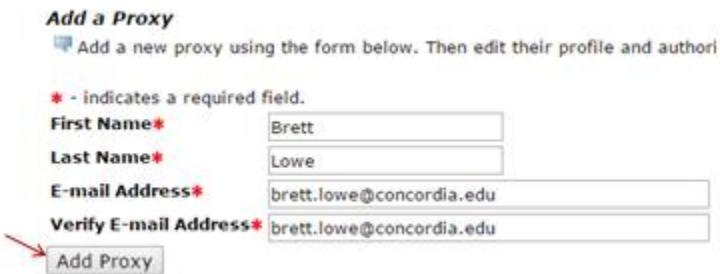 Add a Proxy
Add a new proxy using the form below. Then edit their profile and authori
* - indicates a required field.
First Name* Brett
Last Name* Lowe
E-mail Address* brett.lowe@concordia.edu
Verify E-mail Address* brett.lowe@concordia.edu
Add Proxy